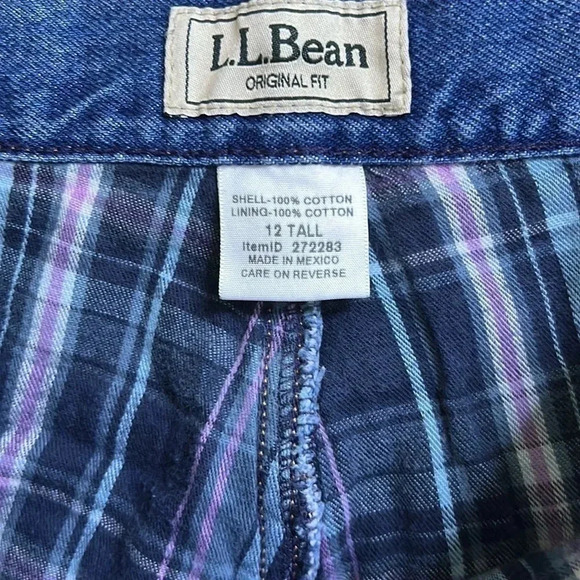 L.L.Bean
ORIGINAL FIT
SHELL-100% COTTON
LINING-100% COTTON
12 TALL
ItemID 272283
MADE IN MEXICO
CARE ON REVERSE